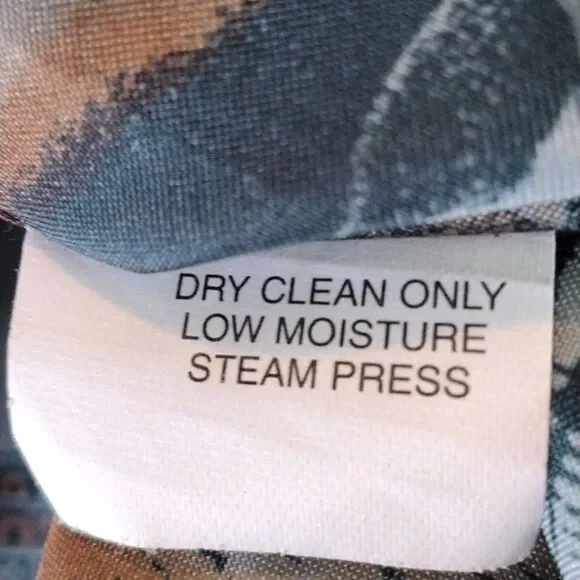 DRY CLEAN ONLY
LOW MOISTURE
STEAM PRESS